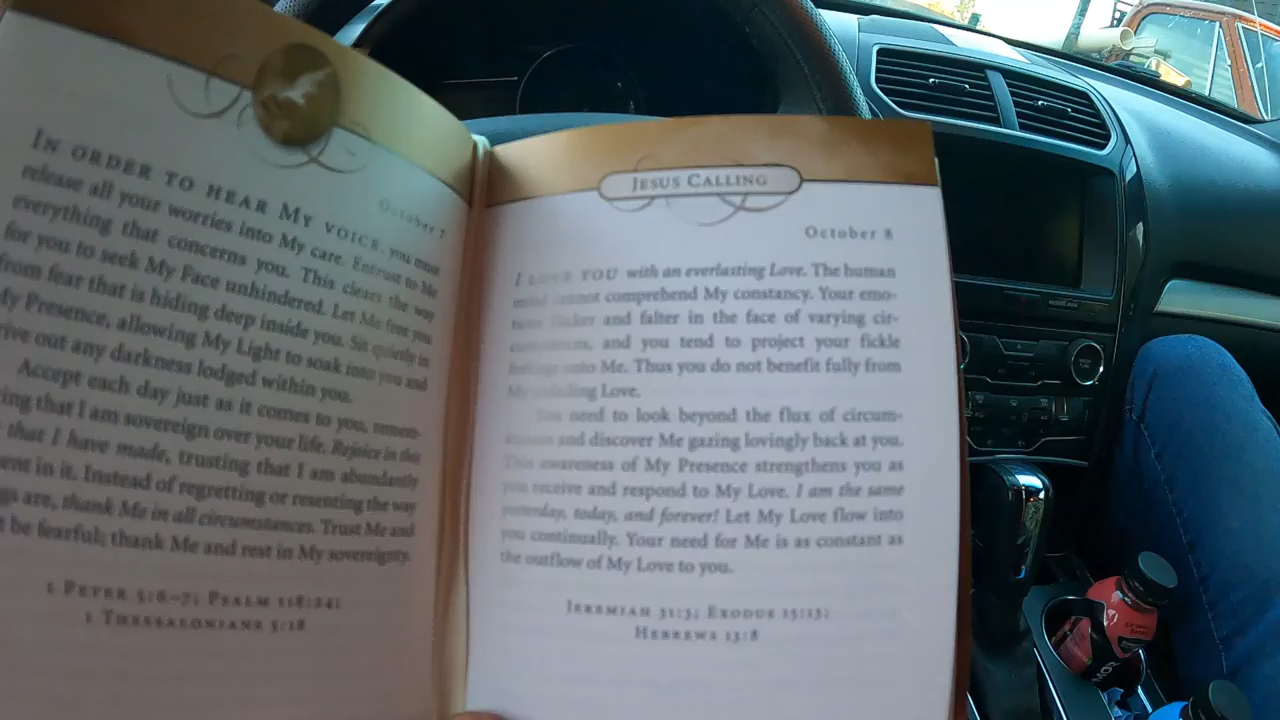 October 7
IN ORDER TO HEAR MY VOICE, you must
release all your worries into My care. Entrust to Me
everything that concerns you. This clears the way
for you to seek My Face unhindered. Let Me free you
from fear that is hiding deep inside you. Sit quietly in
My Presence, allowing My Light to soak into you and
rive out any darkness lodged within you.
Accept each day just as it comes to you, remem-
ing that I am sovereign over your life. Rejoice in this
that I have made, trusting that I am abundantly
ent in it. Instead of regretting or resenting the way
gs are, thank Me in all circumstances. Trust Me and
t be fearful; thank Me and rest in My sovereignty.
1 PETER 5:6–7; PSALM 118:24;
1 THESSALONIANS 5:18
JESUS CALLING
October 8
I LOVE YOU with an everlasting Love. The human
mind cannot comprehend My constancy. Your emo-
tions flicker and falter in the face of varying cir-
cumstances, and you tend to project your fickle
feelings onto Me. Thus you do not benefit fully from
My unfailing Love.
You need to look beyond the flux of circum-
stances and discover Me gazing lovingly back at you.
This awareness of My Presence strengthens you as
you receive and respond to My Love. I am the same
yesterday, today, and forever! Let My Love flow into
you continually. Your need for Me is as constant as
the outflow of My Love to you.
JEREMIAH 31:3; EXODUS 15:13;
HEBREWS 13:8